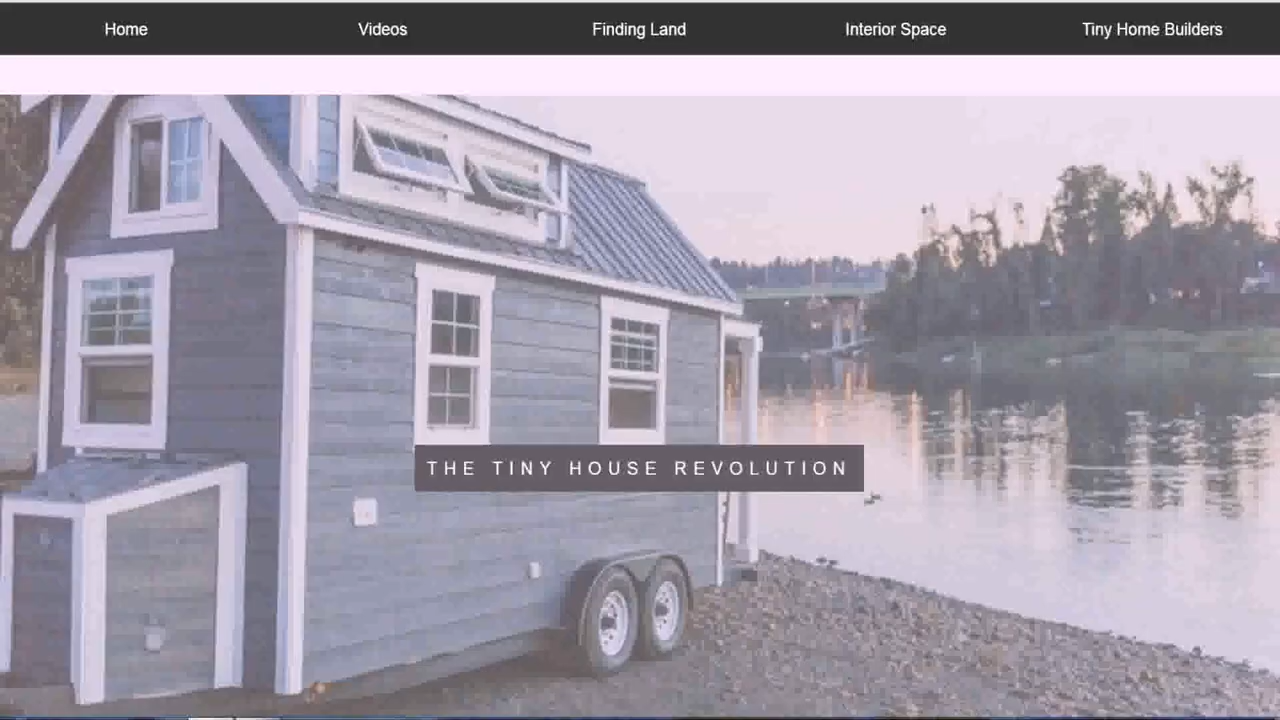 Home Videos Finding Land Interior Space Tiny Home Builders
THE TINY HOUSE REVOLUTION